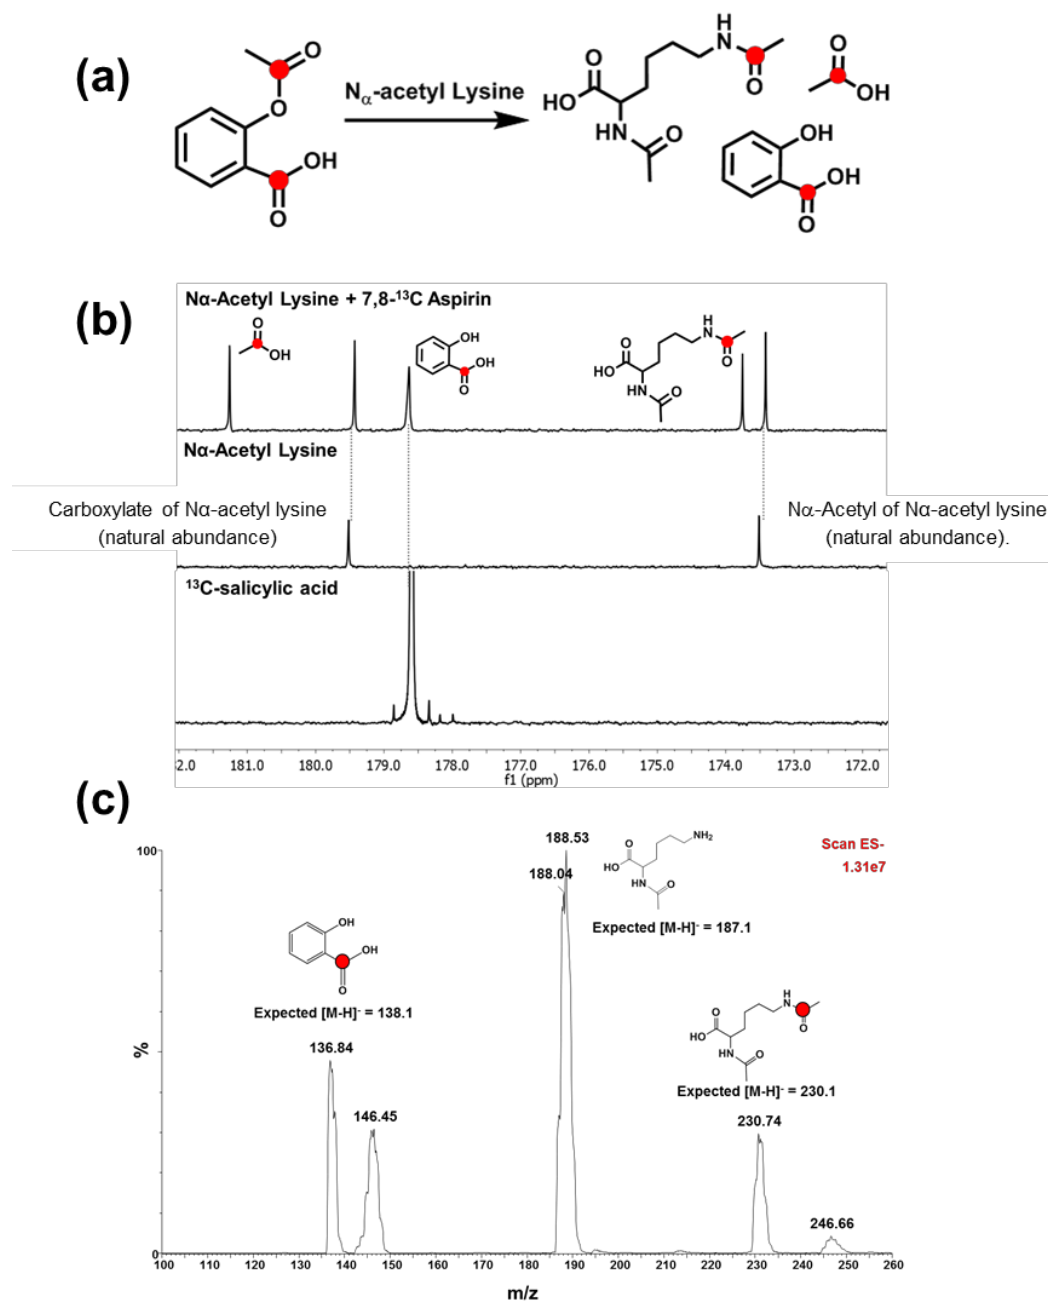 (a)
O
O
OH
O
Nα-acetyl Lysine
H
N
O
O
HO
HN
O
O
OH
OH
OH
O
(b)
Nα-Acetyl Lysine + 7,8-¹³C Aspirin
O
OH
OH
OH
O
H
N
O
O
HO
HN
O
Nα-Acetyl Lysine
Carboxylate of Nα-acetyl lysine
(natural abundance)
Nα-Acetyl of Nα-acetyl lysine
(natural abundance).
¹³C-salicylic acid
2.0 181.0 180.0 179.0 178.0 177.0 176.0 175.0 174.0 173.0 172.0
f1 (ppm)
(c)
Scan ES-
1.31e7
188.53
188.04
O
NH₂
HO
HN
O
Expected [M-H]⁻ = 187.1
OH
OH
O
Expected [M-H]⁻ = 138.1
136.84
146.45
H
N
O
O
HO
HN
O
Expected [M-H]⁻ = 230.1
230.74
246.66
100
%
0
100 110 120 130 140 150 160 170 180 190 200 210 220 230 240 250 260
m/z